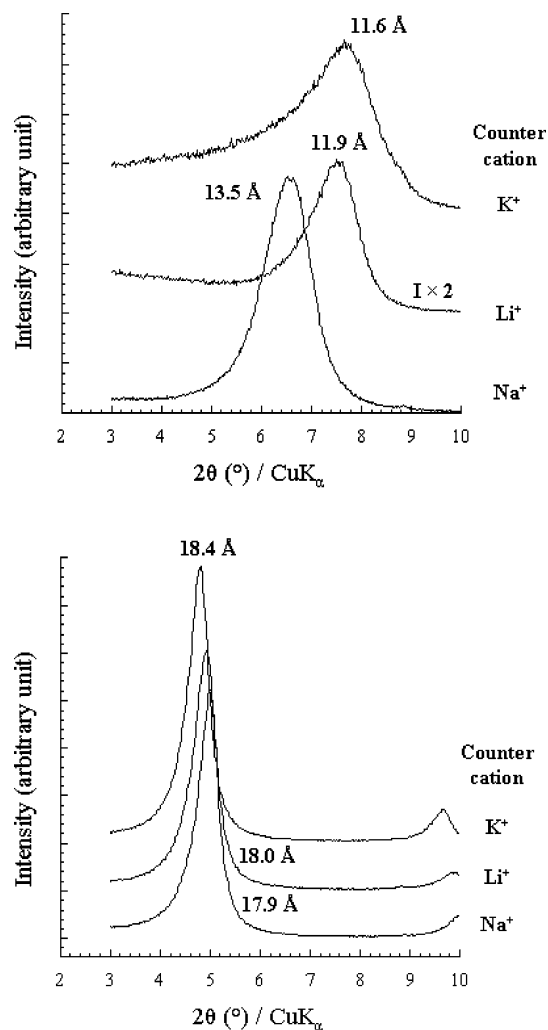 11.6 Å
Counter
cation
11.9 Å
13.5 Å
K⁺
I × 2
Li⁺
Na⁺
Intensity (arbitrary unit)
2 3 4 5 6 7 8 9 10
2θ (°) / CuKα
18.4 Å
Counter
cation
K⁺
18.0 Å
Li⁺
17.9 Å
Na⁺
Intensity (arbitrary unit)
2 3 4 5 6 7 8 9 10
2θ (°) / CuKα